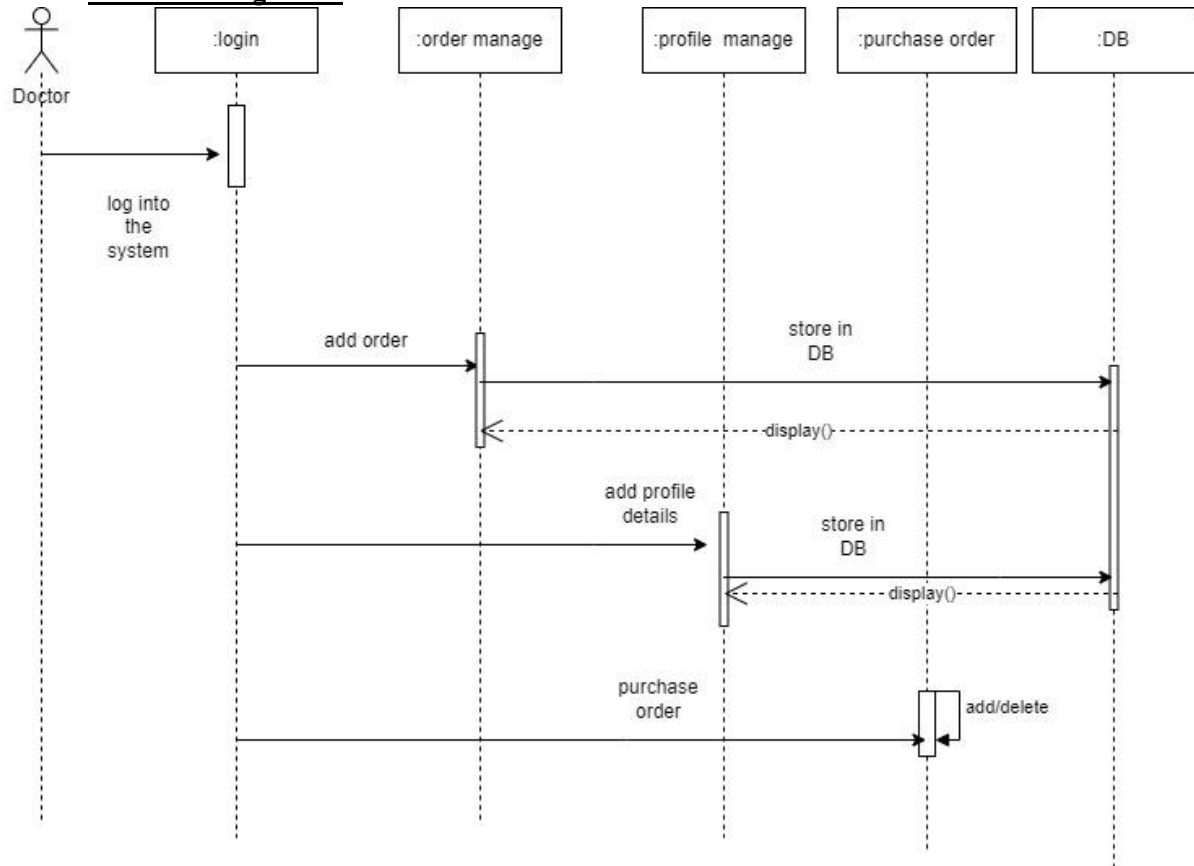 :login
:order manage
:profile  manage
:purchase order
:DB
Doctor
log into
the
system
add order
store in
DB
display()
add profile
details
store in
DB
display()
purchase
order
add/delete